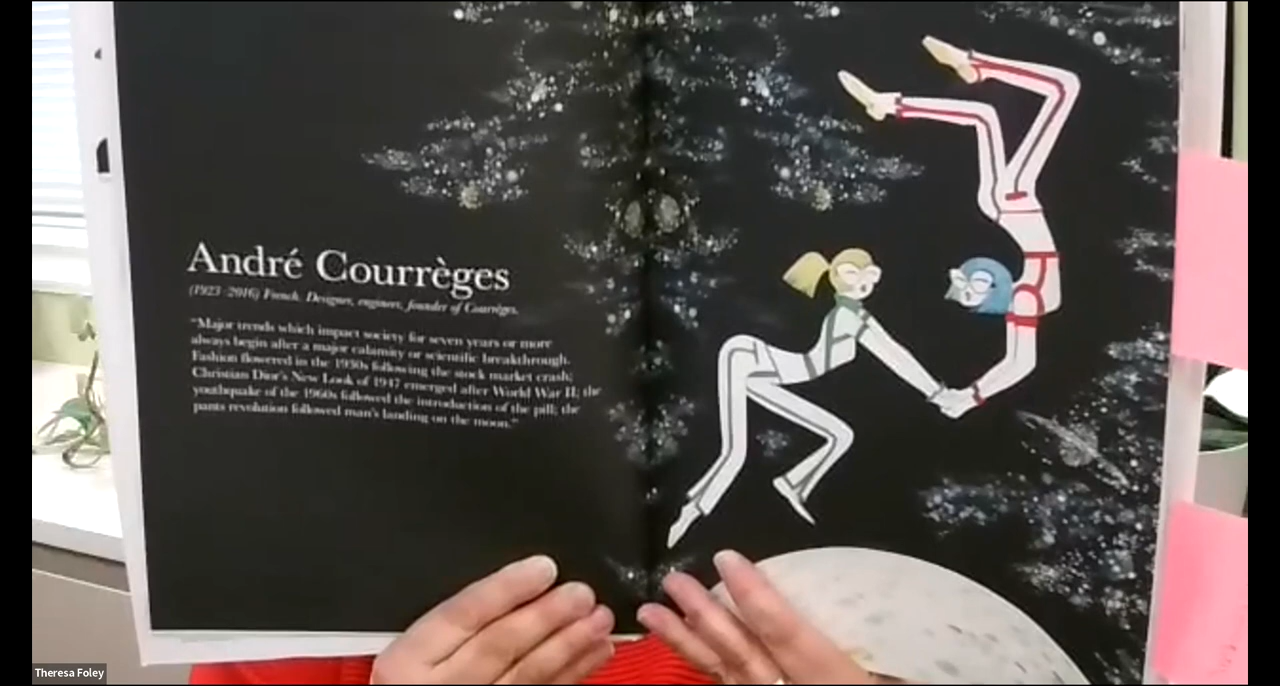 André Courrèges
(1923–2016) French. Designer, engineer, founder of Courrèges.
"Major trends which impact society for seven years or more
always begin after a major calamity or scientific breakthrough.
Fashion flowered in the 1930s following the stock market crash;
Christian Dior's New Look of 1947 emerged after World War II; the
youthquake of the 1960s followed the introduction of the pill; the
pants revolution followed man's landing on the moon."
Theresa Foley